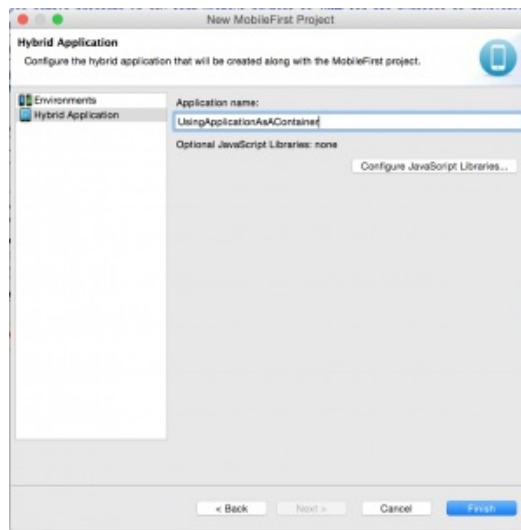 New MobileFirst Project
Hybrid Application
Configure the hybrid application that will be created along with the MobileFirst project.
Environments
Hybrid Application
Application name:
UsingApplicationAsAContainer
Optional JavaScript Libraries: none
Configure JavaScript Libraries...
< Back
Next >
Cancel
Finish